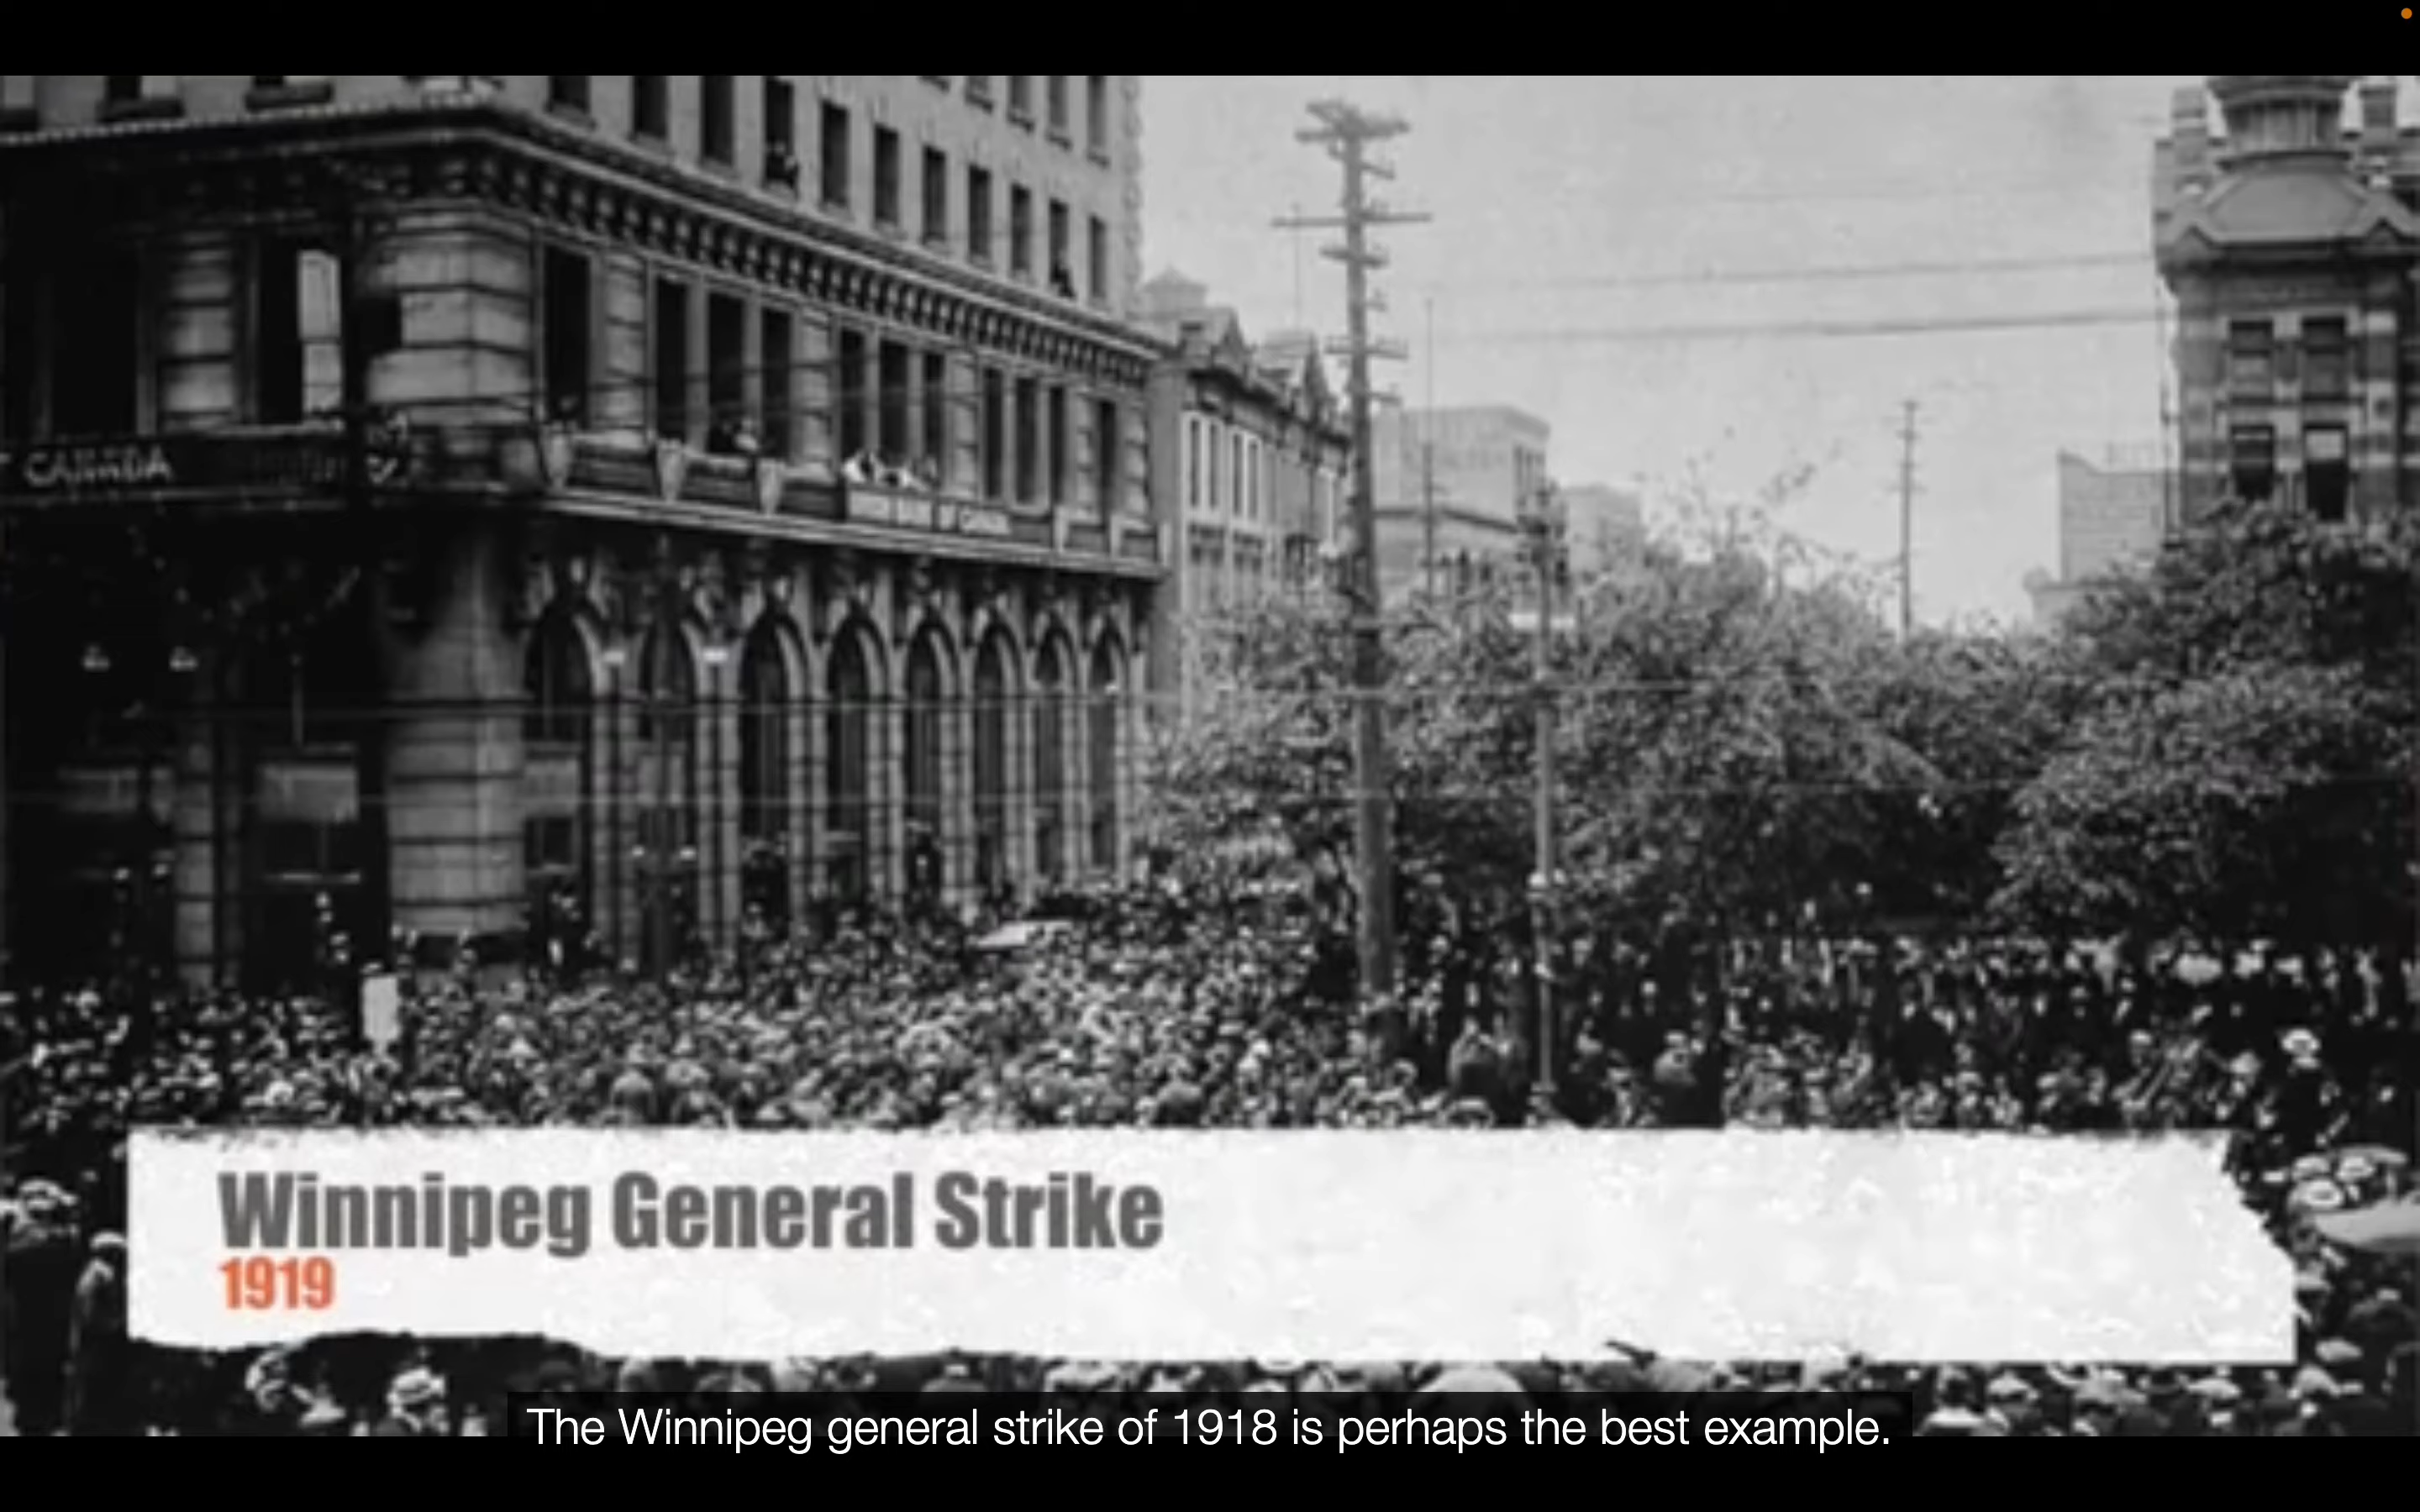 CANADA
Winnipeg General Strike
1919
The Winnipeg general strike of 1918 is perhaps the best example.